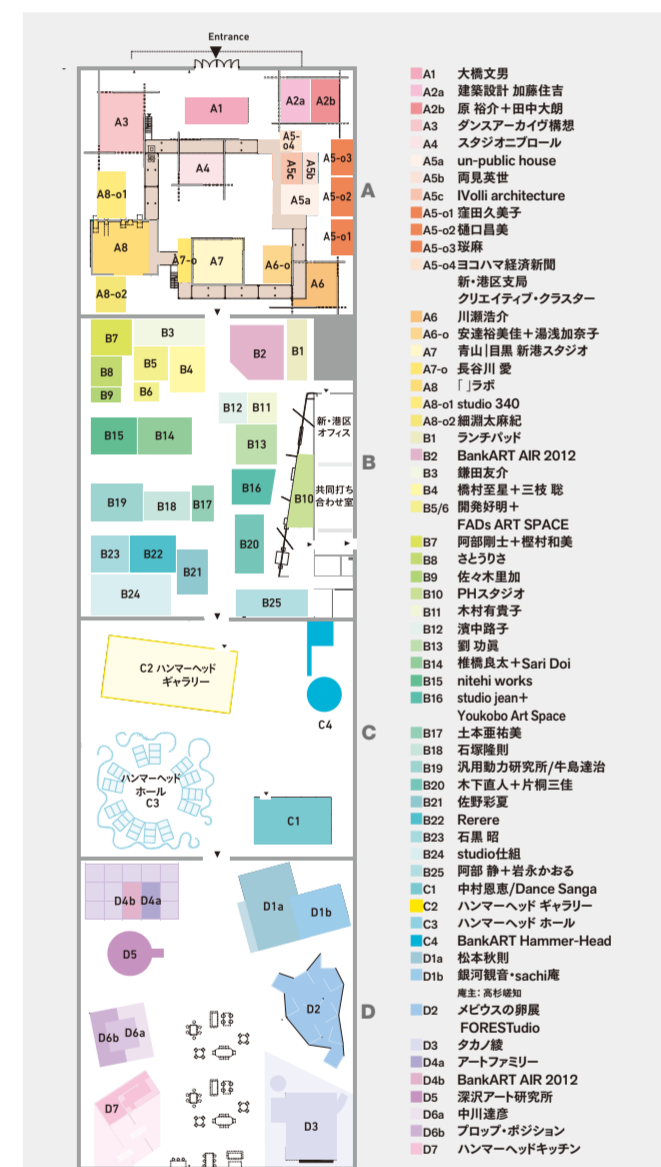 Entrance
A1
A2a
A2b
A3
A5-o4
A4
A5c
A5b
A5-o3
A5a
A5-o2
A8-o1
A5-o1
A8
A7-o
A7
A6-o
A6
A8-o2
A
B7
B3
B2
B1
B8
B5
B4
B9
B6
B12
B11
新・港区
オフィス
B15
B14
B13
B
B16
B10
共同打ち
合わせ室
B19
B18
B17
B20
B23
B22
B21
B24
B25
C2 ハンマーヘッド
ギャラリー
C4
C
ハンマーヘッド
ホール
C3
C1
D4b
D4a
D1a
D1b
D5
D2
D
D6b
D6a
D7
D3
A1 大橋文男
A2a 建築設計 加藤住吉
A2b 原 裕介＋田中大朗
A3 ダンスアーカイヴ構想
A4 スタジオニブロール
A5a un-public house
A5b 両見英世
A5c IVolli architecture
A5-o1 窪田久美子
A5-o2 樋口昌美
A5-o3 珱麻
A5-o4 ヨコハマ経済新聞
新・港区支局
クリエイティブ・クラスター
A6 川瀬浩介
A6-o 安達裕美佳＋湯浅加奈子
A7 青山|目黒 新港スタジオ
A7-o 長谷川 愛
A8 「 」ラボ
A8-o1 studio 340
A8-o2 細淵太麻紀
B1 ランチパッド
B2 BankART AIR 2012
B3 鎌田友介
B4 橋村至星＋三枝 聡
B5/6 開発好明＋
FADs ART SPACE
B7 阿部剛士＋樫村和美
B8 さとうりさ
B9 佐々木里加
B10 PHスタジオ
B11 木村有貴子
B12 濱中路子
B13 劉 功眞
B14 椎橋良太＋Sari Doi
B15 nitehi works
B16 studio jean＋
Youkobo Art Space
B17 土本亜祐美
B18 石塚隆則
B19 汎用動力研究所/牛島達治
B20 木下直人＋片桐三佳
B21 佐野彩夏
B22 Rerere
B23 石黒 昭
B24 studio仕組
B25 阿部 静＋岩永かおる
C1 中村恩恵/Dance Sanga
C2 ハンマーヘッド ギャラリー
C3 ハンマーヘッド ホール
C4 BankART Hammer-Head
D1a 松本秋則
D1b 銀河観音・sachi庵
庵主：高杉嵯知
D2 メビウスの卵展
FORESTudio
D3 タカノ綾
D4a アートファミリー
D4b BankART AIR 2012
D5 深沢アート研究所
D6a 中川達彦
D6b プロップ・ポジション
D7 ハンマーヘッドキッチン